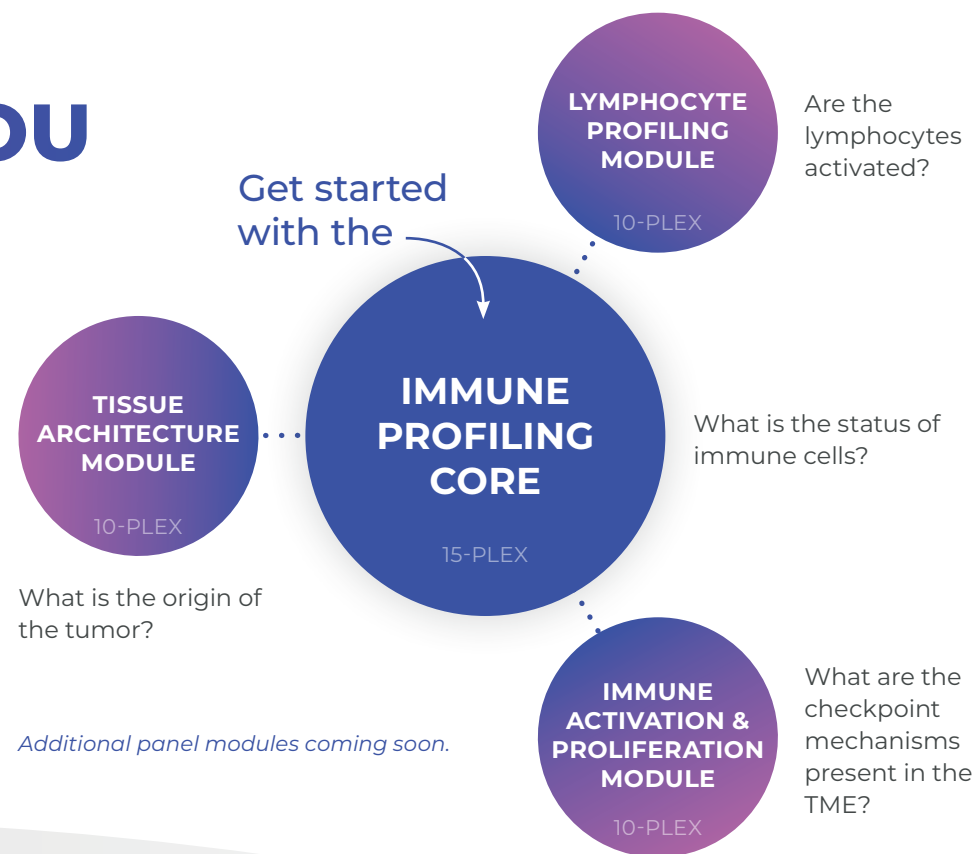 OU
Get started
with the
LYMPHOCYTE
PROFILING
MODULE
10-PLEX
Are the
lymphocytes
activated?
IMMUNE
PROFILING
CORE
15-PLEX
What is the status of
immune cells?
TISSUE
ARCHITECTURE
MODULE
10-PLEX
What is the origin of
the tumor?
Additional panel modules coming soon.
IMMUNE
ACTIVATION &
PROLIFERATION
MODULE
10-PLEX
What are the
checkpoint
mechanisms
present in the
TME?